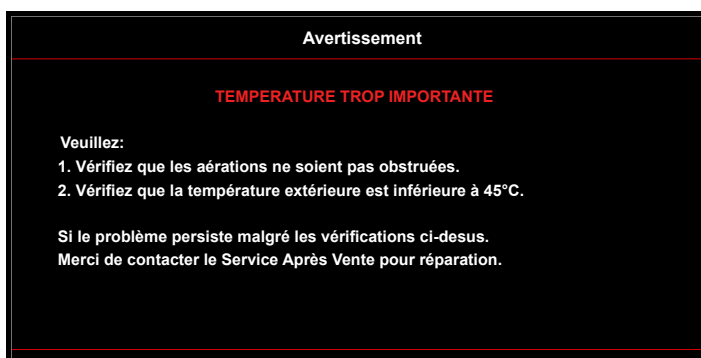 Avertissement
TEMPERATURE TROP IMPORTANTE
Veuillez:
1. Vérifiez que les aérations ne soient pas obstruées.
2. Vérifiez que la température extérieure est inférieure à 45°C.
Si le problème persiste malgré les vérifications ci-desus.
Merci de contacter le Service Après Vente pour réparation.